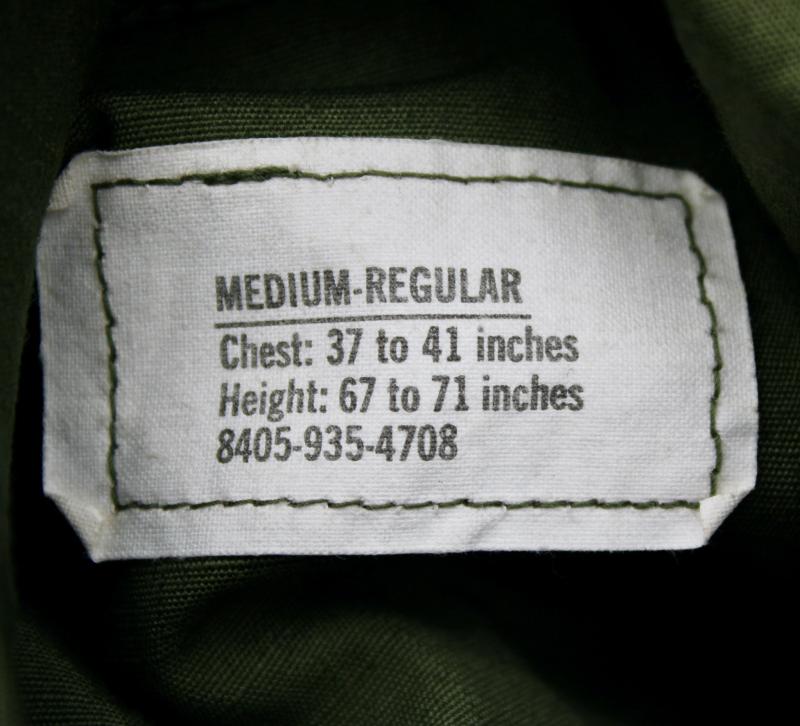 MEDIUM-REGULAR
Chest: 37 to 41 inches
Height: 67 to 71 inches
8405-935-4708